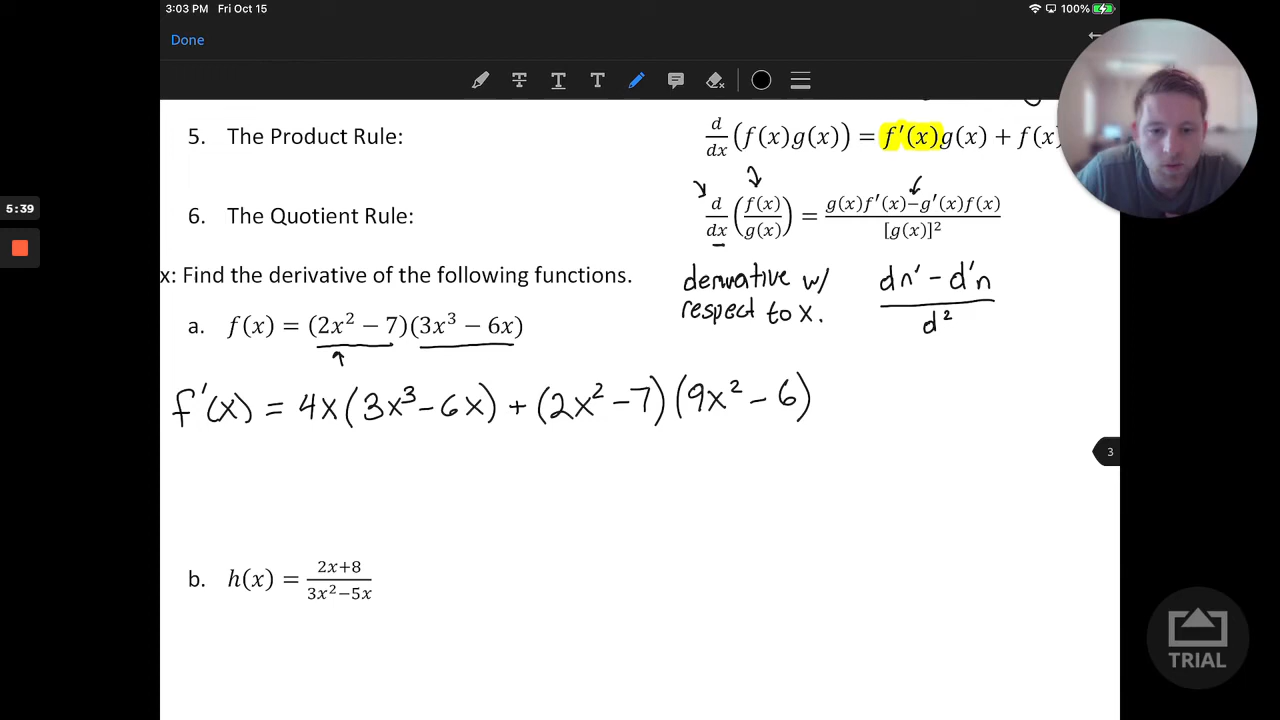 3:03 PM Fri Oct 15 100%
Done
5:39
5. The Product Rule: d/dx (f(x)g(x)) = f′(x)g(x) + f(x)
6. The Quotient Rule: d/dx (f(x)/g(x)) = g(x)f′(x)−g′(x)f(x)/[g(x)]²
x: Find the derivative of the following functions.
derivative w/
respect to x.
dn' - d'n
d²
a. f(x) = (2x² − 7)(3x³ − 6x)
f'(x) = 4x(3x³ - 6x) + (2x² - 7)(9x² - 6)
3
b. h(x) = 2x+8/3x²−5x
TRIAL